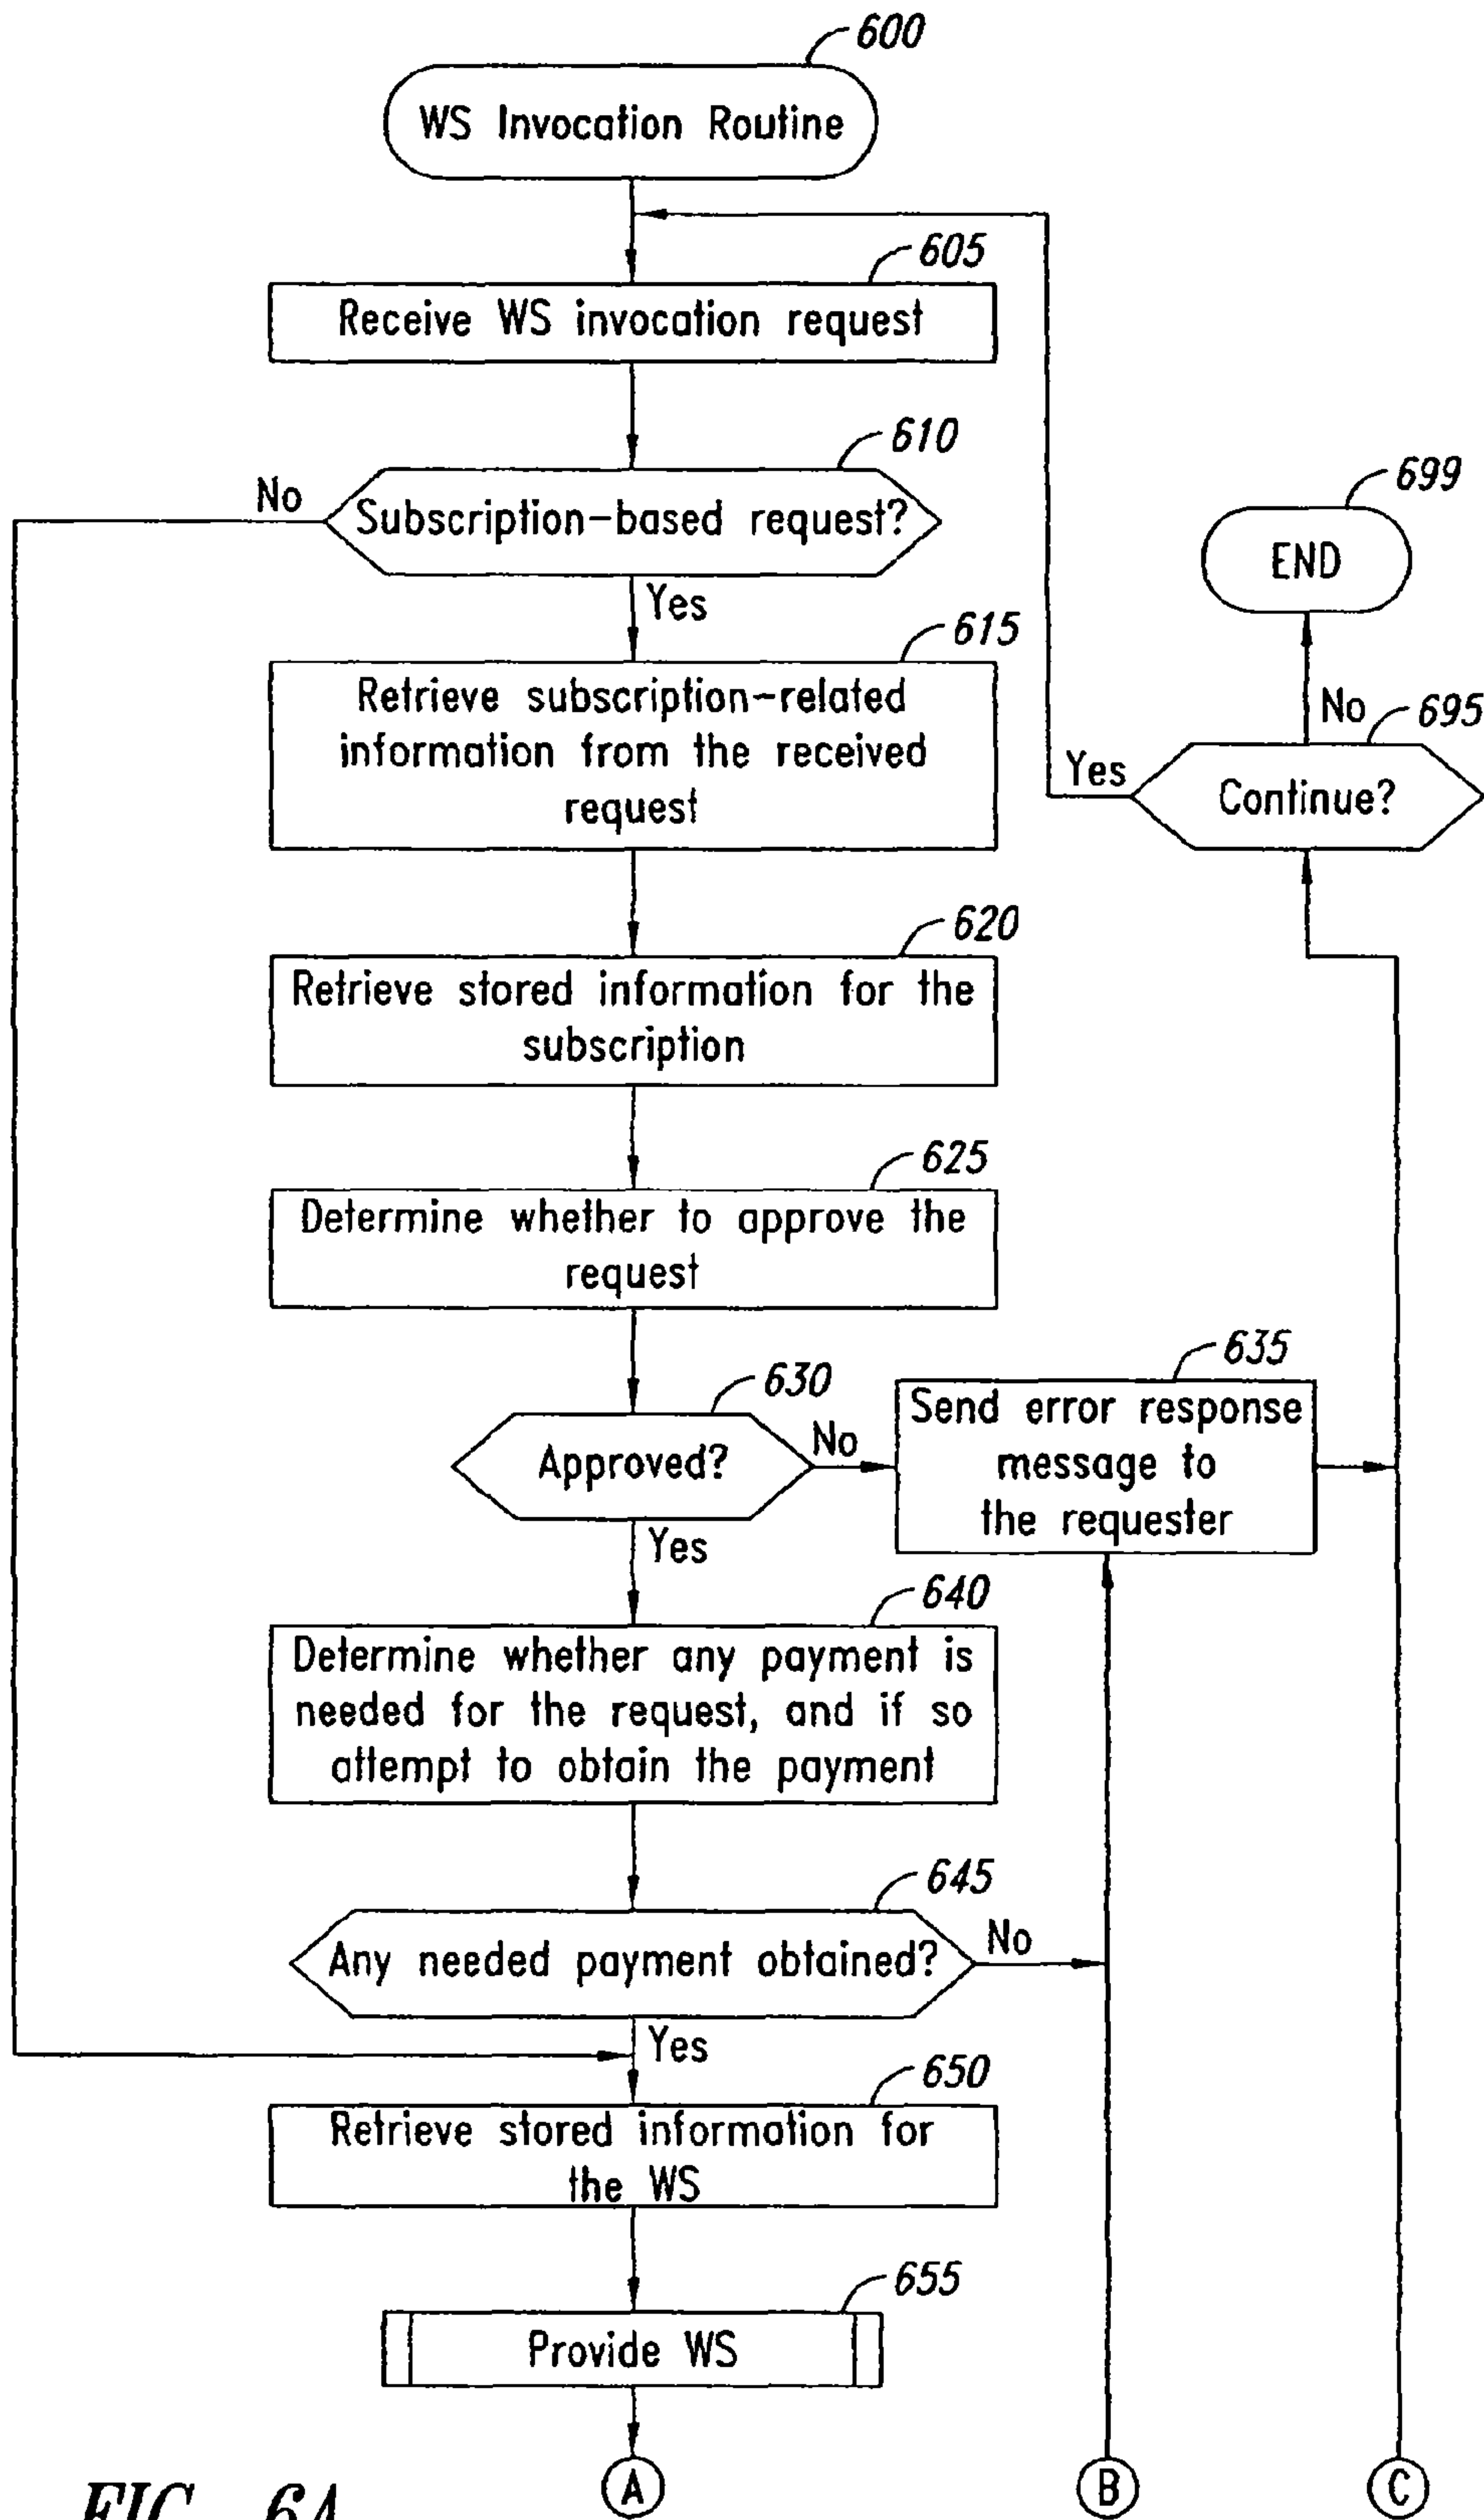 600
WS Invocation Routine
605
Receive WS invocation request
610
No
Subscription-based request?
699
END
Yes
615
Retrieve subscription-related
information from the received
request
No
695
Yes
Continue?
620
Retrieve stored information for the
subscription
625
Determine whether to approve the
request
630
Approved?
No
635
Send error response
message to
the requester
Yes
640
Determine whether any payment is
needed for the request, and if so
attempt to obtain the payment
645
Any needed payment obtained?
No
Yes
650
Retrieve stored information for
the WS
655
Provide WS
A
B
C
FIG. 6A